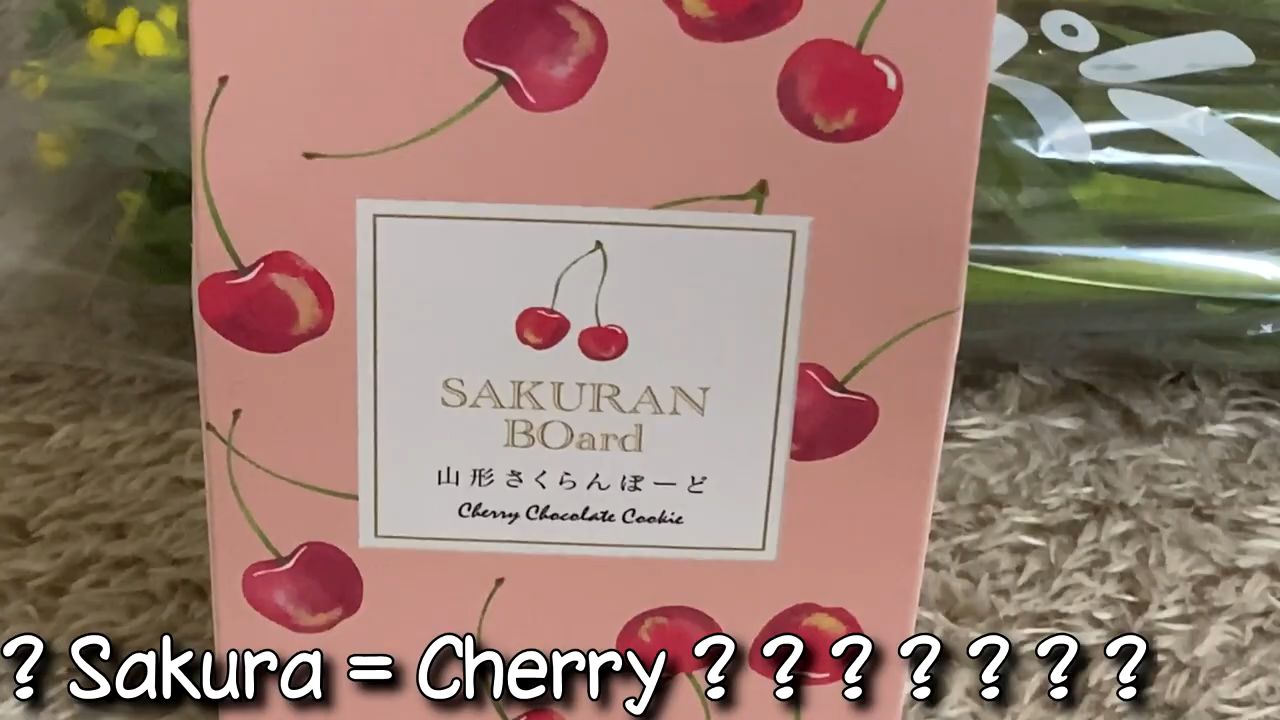 SAKURAN
BOard
山形さくらんぼーど
Cherry Chocolate Cookie
? Sakura = Cherry ? ? ? ? ? ? ?